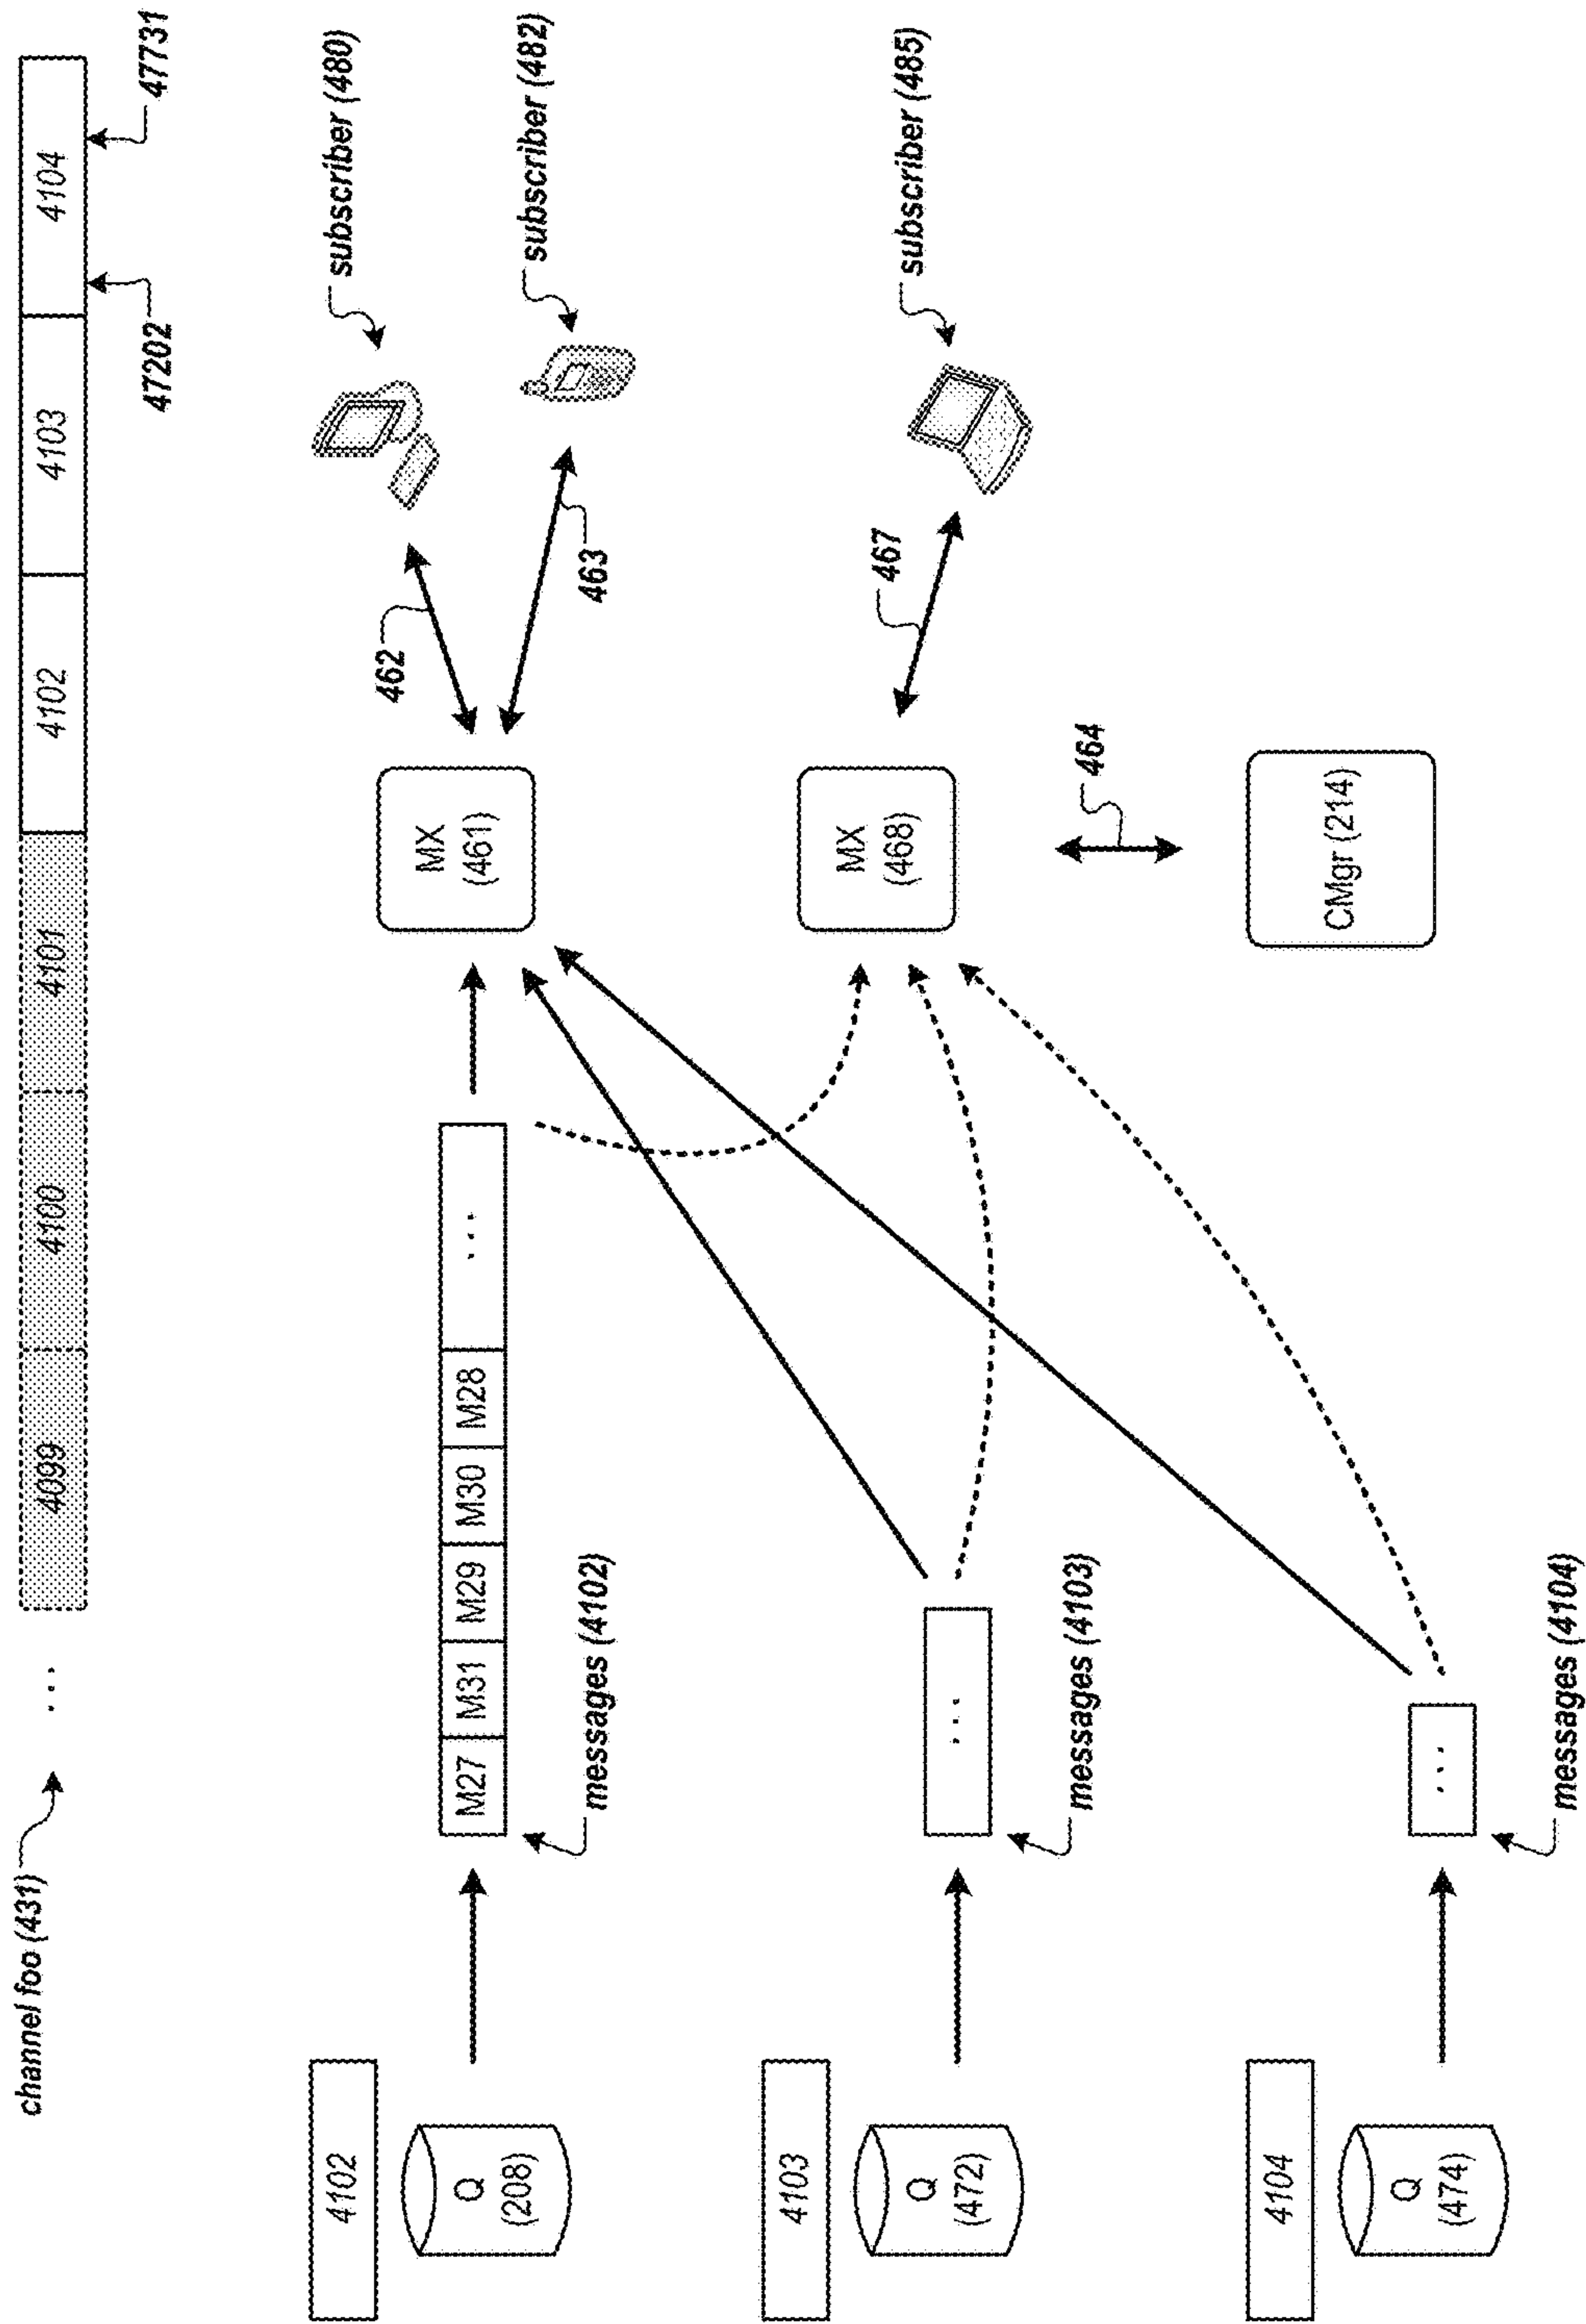 channel foo (431)
...
4099
4100
4101
4102
4103
4104
47202
47731
4102
Q
(208)
M27
M31
M29
M30
M28
...
messages (4102)
MX
(461)
462
463
subscriber (480)
subscriber (482)
4103
Q
(472)
...
messages (4103)
MX
(468)
467
subscriber (485)
464
CMgr (214)
4104
Q
(474)
...
messages (4104)